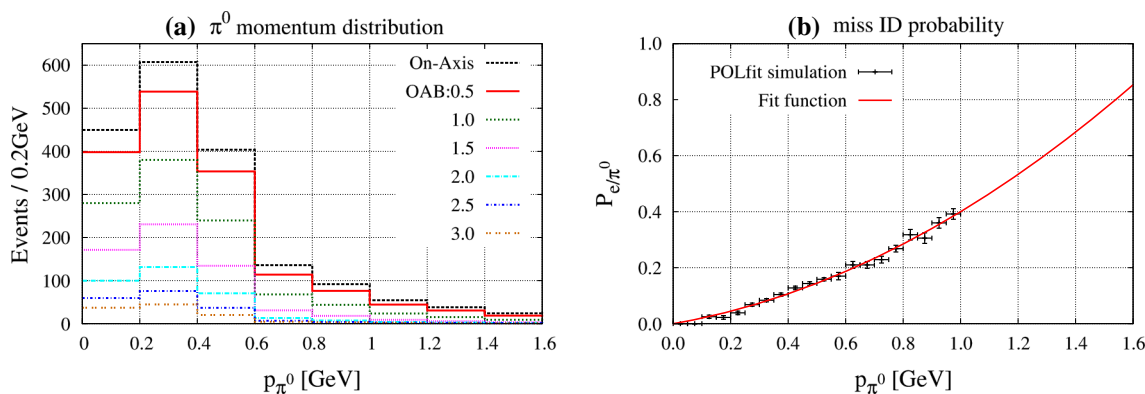 (a) π⁰ momentum distribution
Events / 0.2GeV
600
500
400
300
200
100
0
On-Axis
OAB:0.5
1.0
1.5
2.0
2.5
3.0
0 0.2 0.4 0.6 0.8 1 1.2 1.4 1.6
p_π⁰ [GeV]
(b) miss ID probability
P_e/π⁰
1.0
0.8
0.6
0.4
0.2
0.0
POLfit simulation
Fit function
0.0 0.2 0.4 0.6 0.8 1.0 1.2 1.4 1.6
p_π⁰ [GeV]